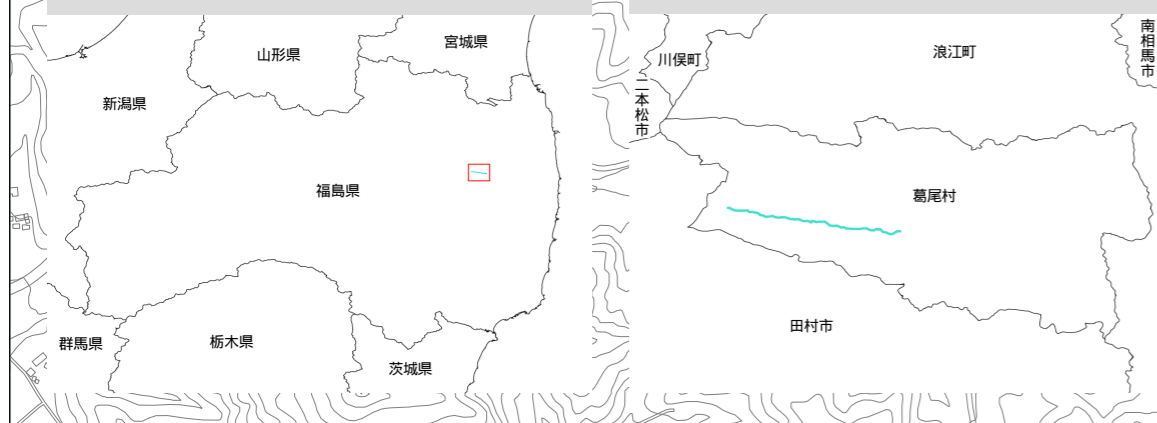 山形県
宮城県
新潟県
福島県
群馬県
栃木県
茨城県
川俣町
浪江町
南相馬市
二本松市
葛尾村
田村市